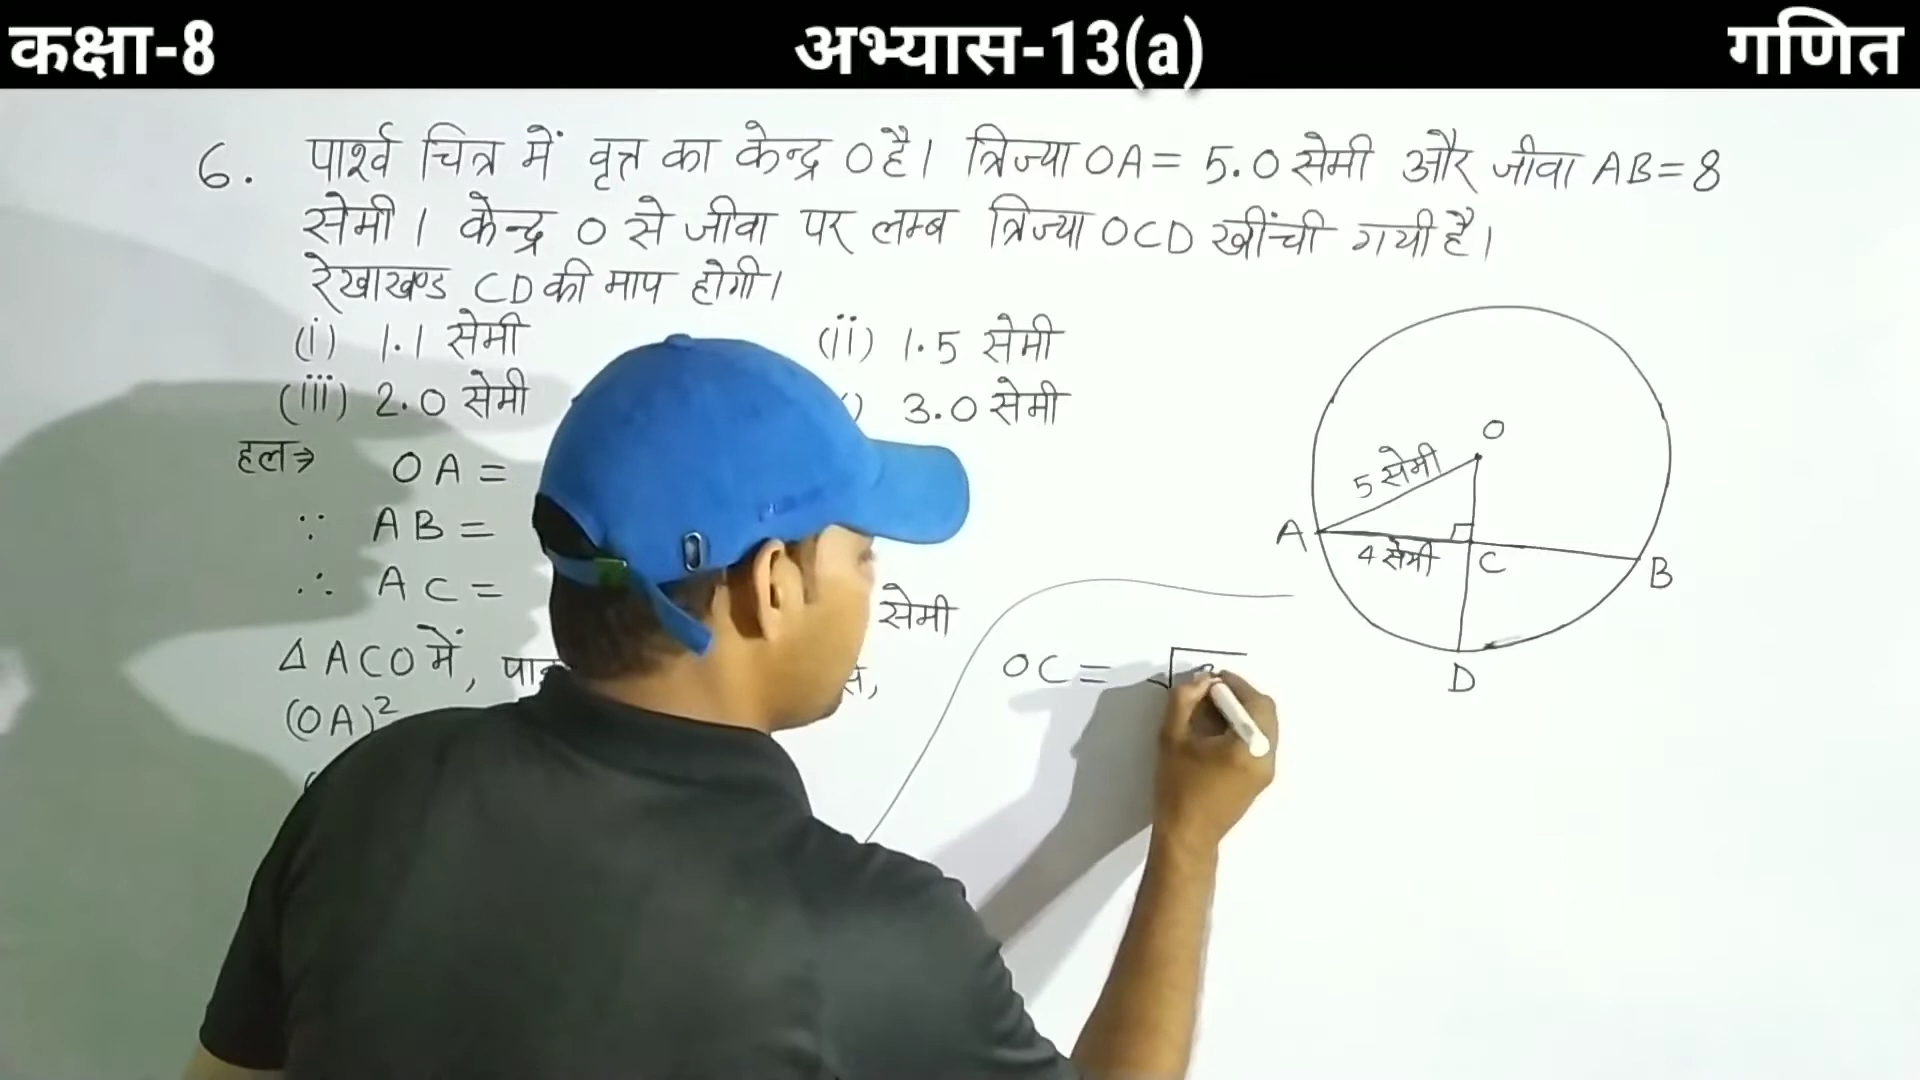 कक्षा-8 अभ्यास-13(a) गणित
6. पार्श्व चित्र में वृत्त का केन्द्र O है। त्रिज्या OA = 5.0 सेमी और जीवा AB = 8
सेमी। केन्द्र O से जीवा पर लम्ब त्रिज्या OCD खींची गयी है।
रेखाखण्ड CD की माप होगी।
(i) 1.1 सेमी (ii) 1.5 सेमी
(iii) 2.0 सेमी ) 3.0 सेमी
हल⇒ OA =
∵ AB =
∴ AC =
सेमी
Δ ACO में,
(OA)²
OC = √
O
5 सेमी
A
4 सेमी
C
B
D